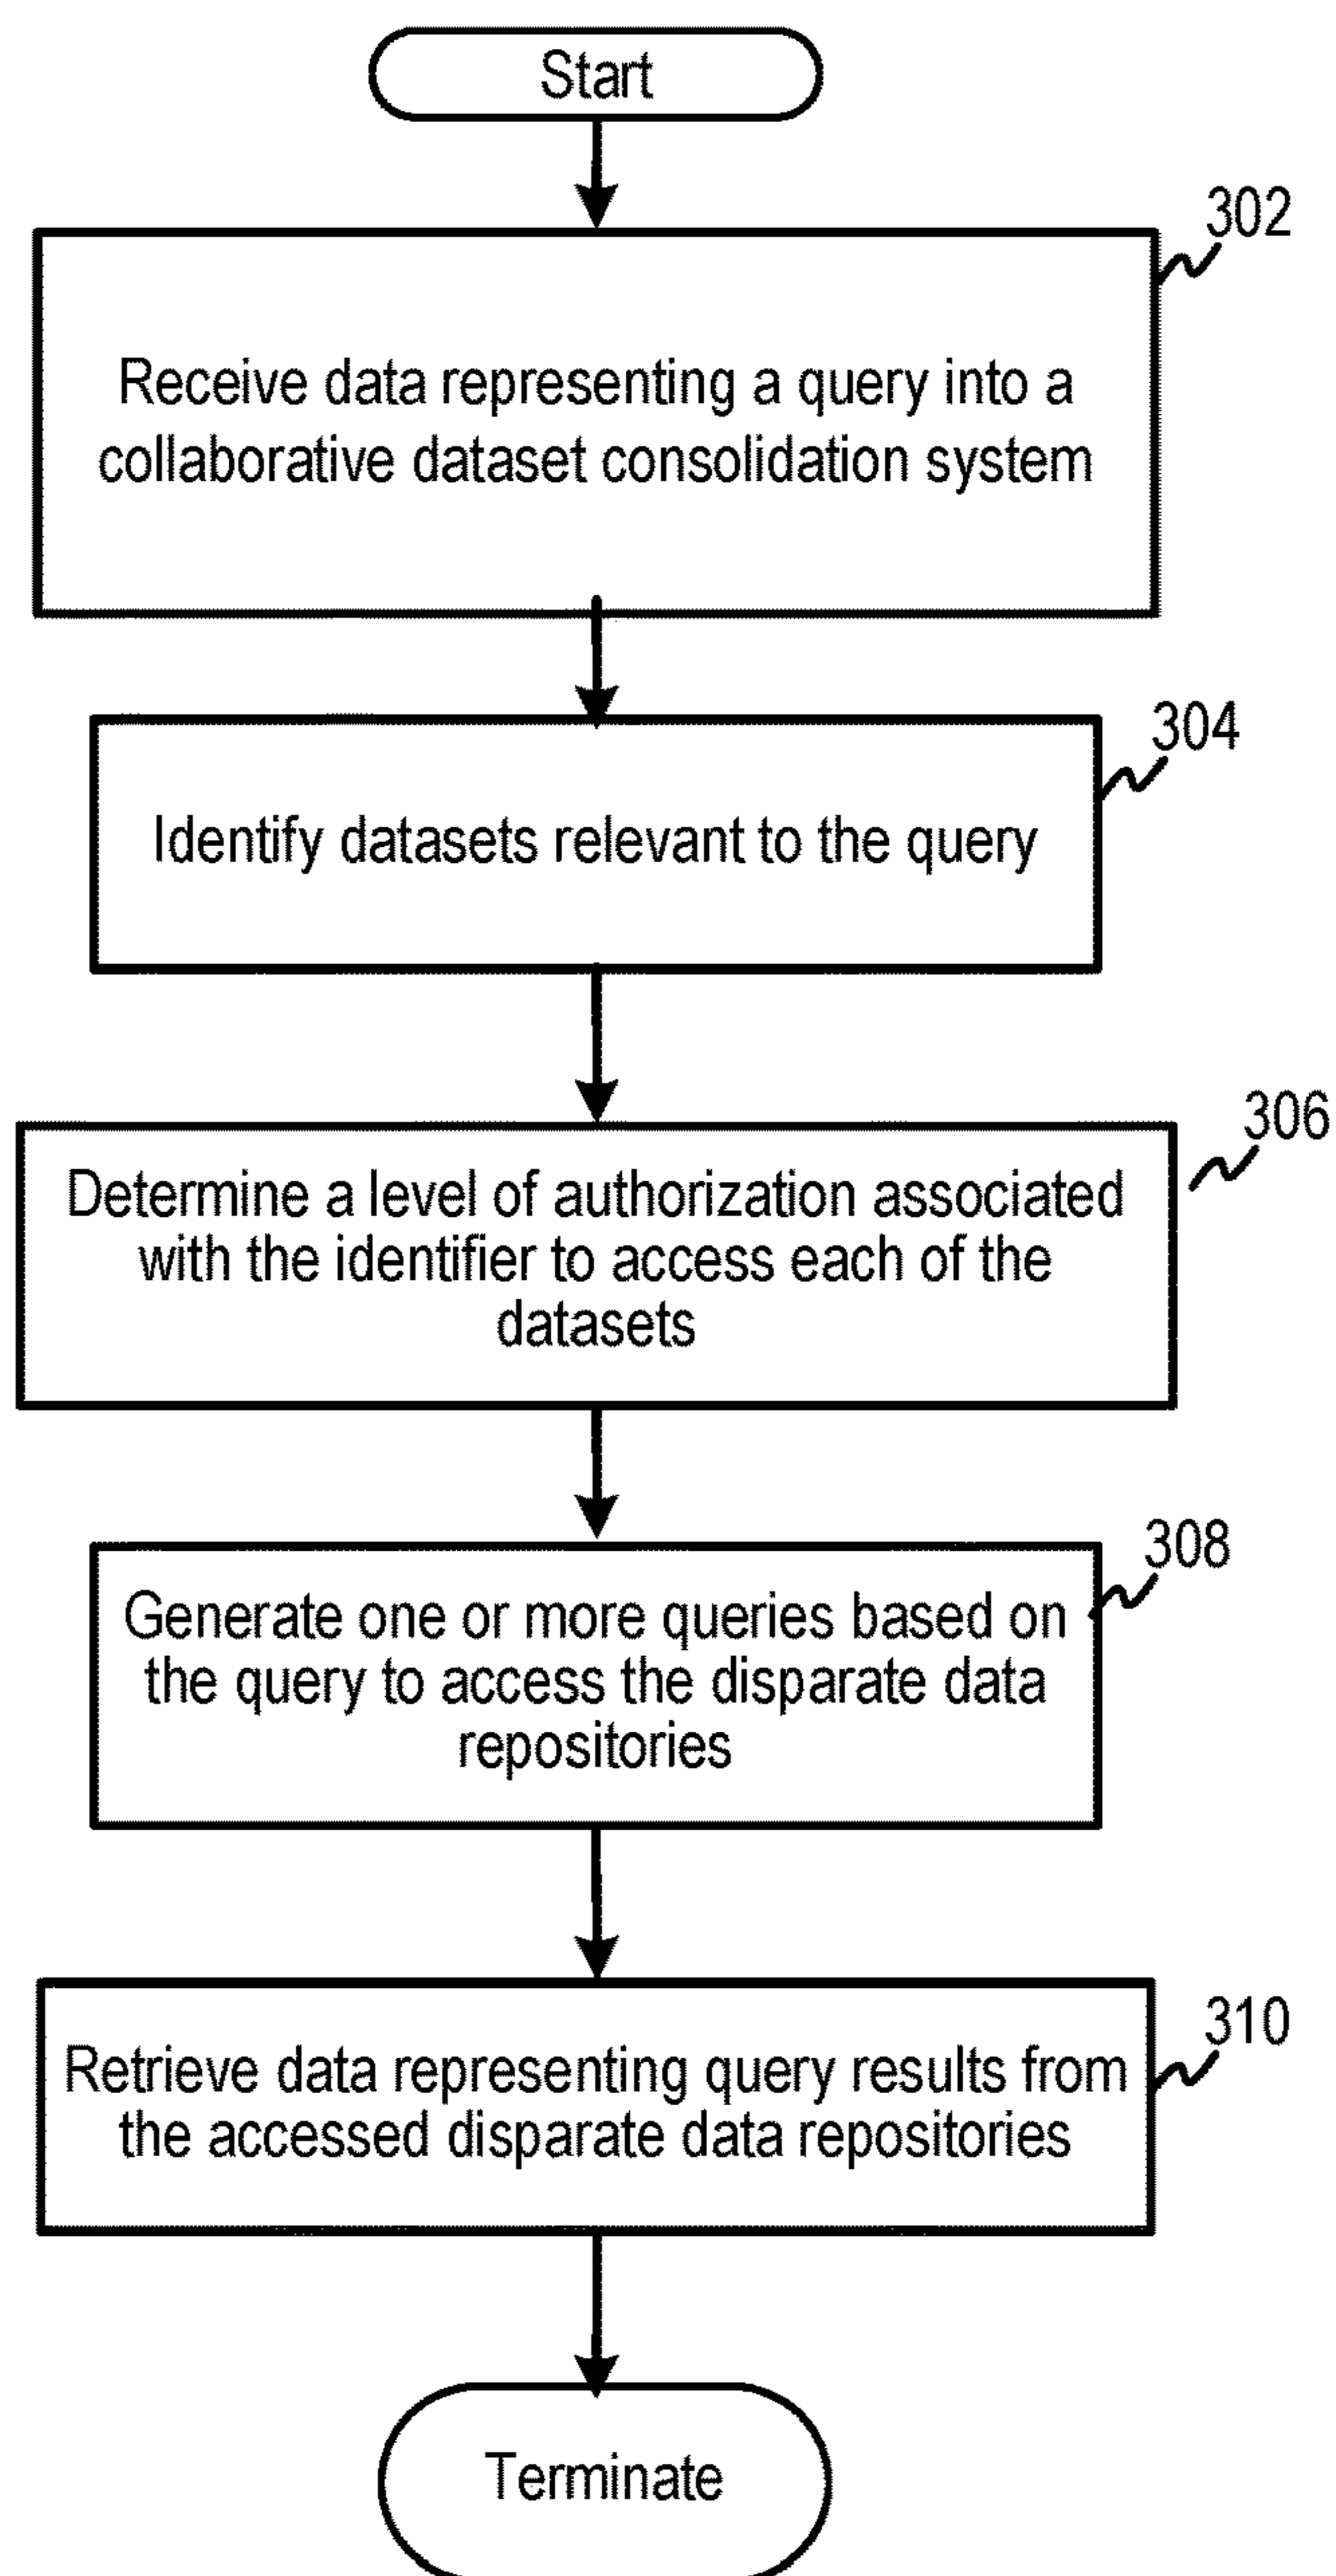 Start
302
Receive data representing a query into a
collaborative dataset consolidation system
304
Identify datasets relevant to the query
306
Determine a level of authorization associated
with the identifier to access each of the
datasets
308
Generate one or more queries based on
the query to access the disparate data
repositories
310
Retrieve data representing query results from
the accessed disparate data repositories
Terminate